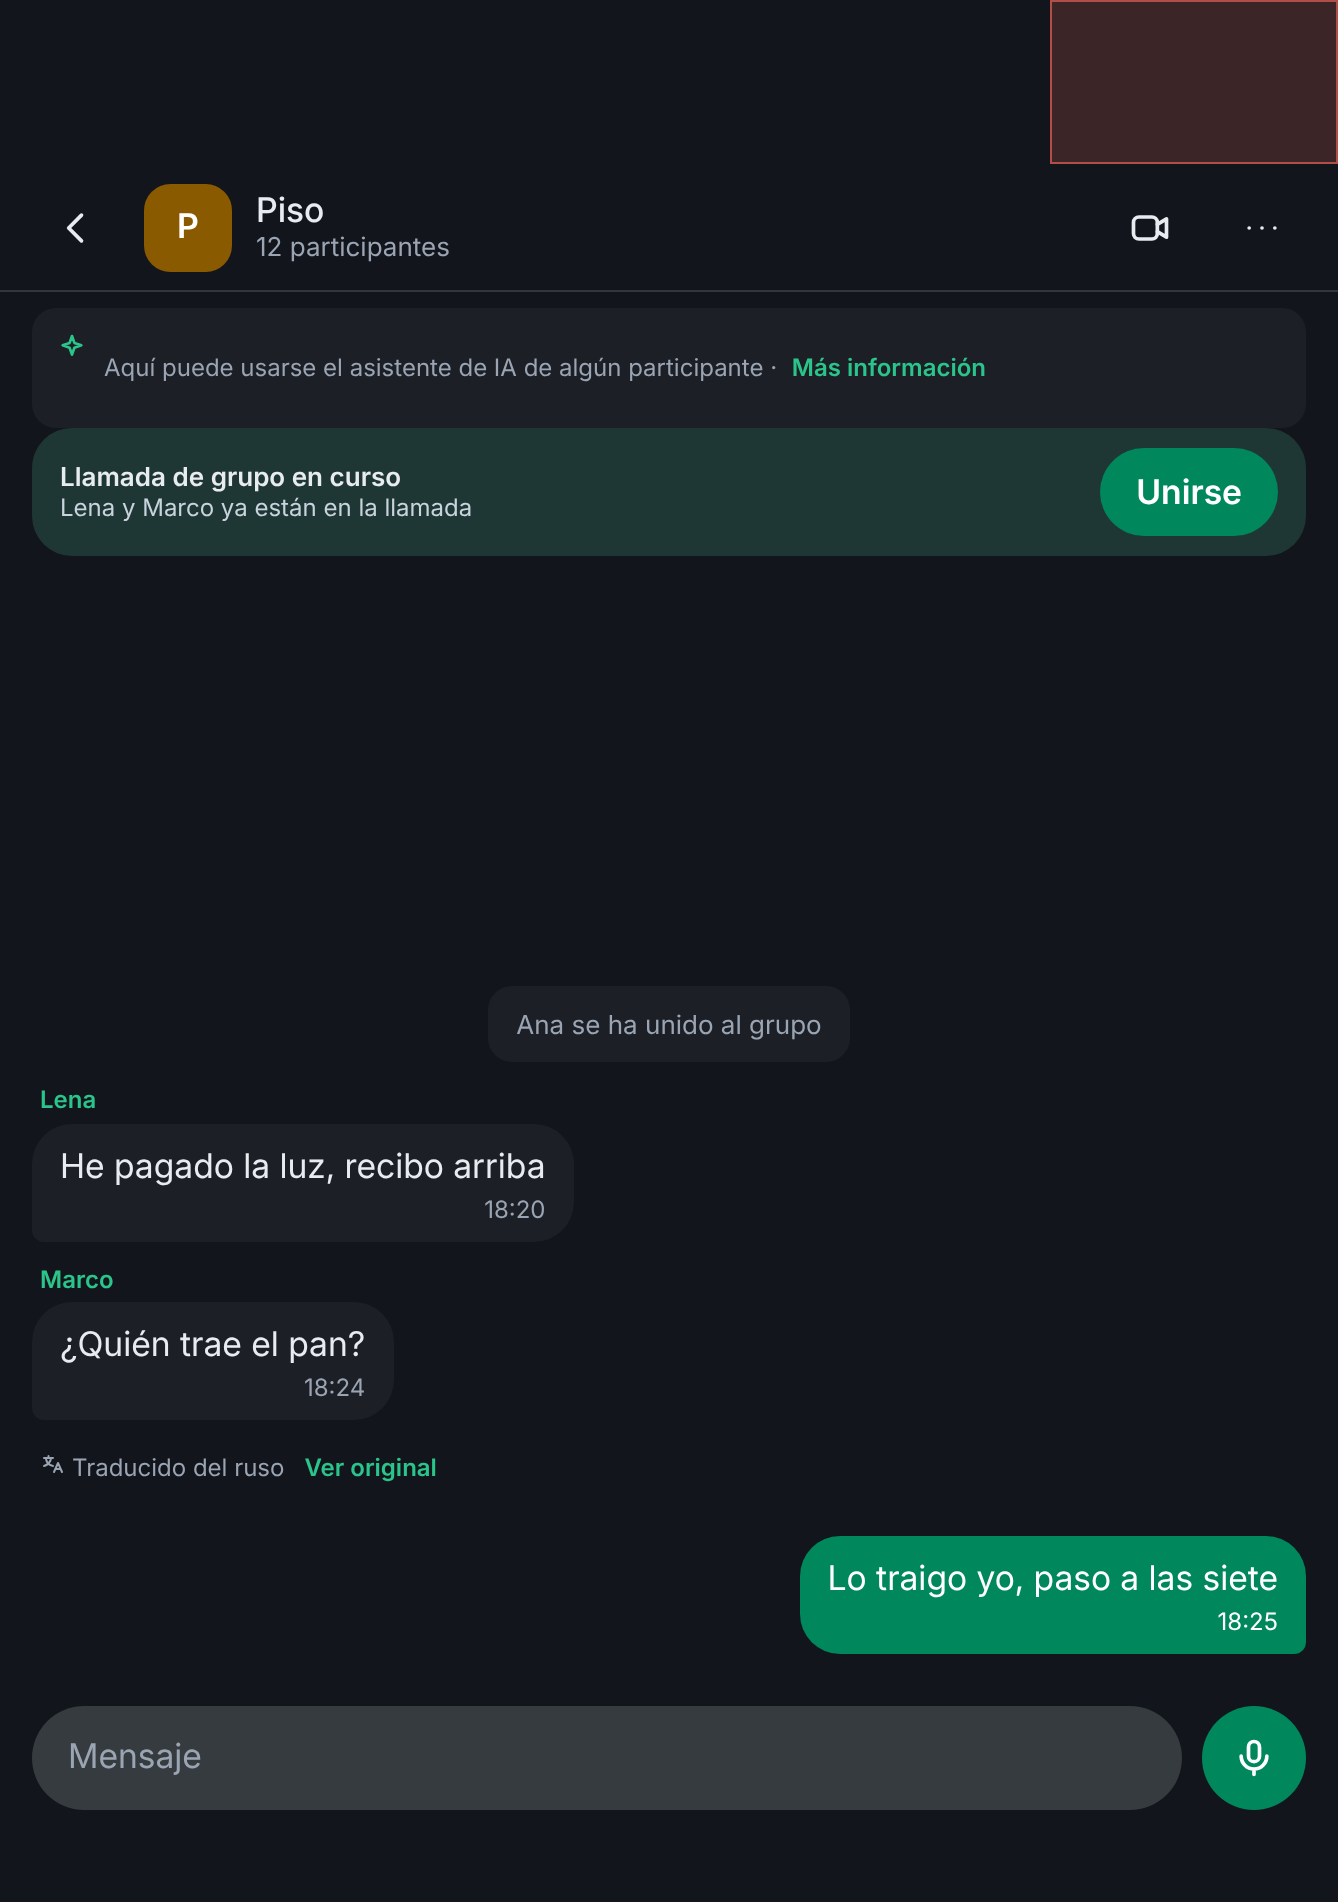 P
Piso
12 participantes
Aquí puede usarse el asistente de IA de algún participante · Más información
Llamada de grupo en curso
Lena y Marco ya están en la llamada
Unirse
Ana se ha unido al grupo
Lena
He pagado la luz, recibo arriba
18:20
Marco
¿Quién trae el pan?
18:24
Traducido del ruso Ver original
Lo traigo yo, paso a las siete
18:25
Mensaje